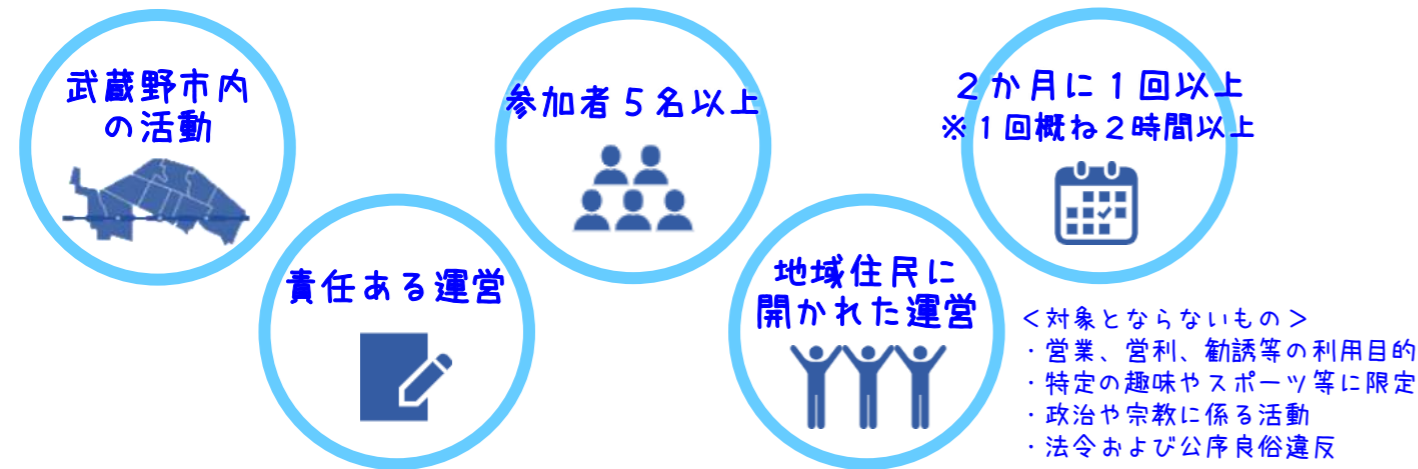 武蔵野市内
の活動
責任ある運営
参加者５名以上
地域住民に
開かれた運営
２か月に１回以上
※１回概ね２時間以上
＜対象とならないもの＞
・営業、営利、勧誘等の利用目的
・特定の趣味やスポーツ等に限定
・政治や宗教に係る活動
・法令および公序良俗違反